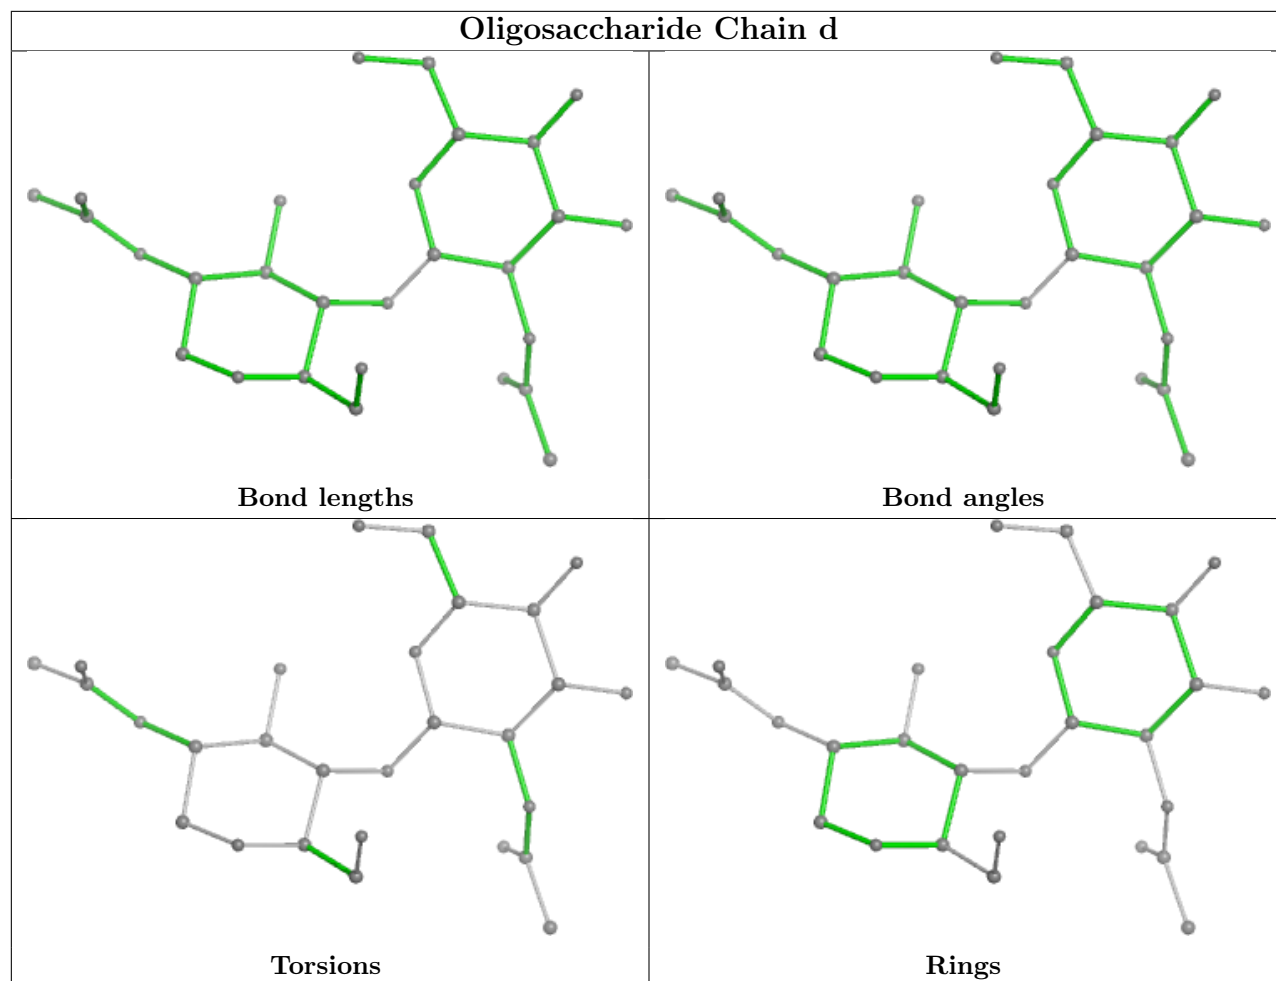 Oligosaccharide Chain d
Bond lengths
Bond angles
Torsions
Rings